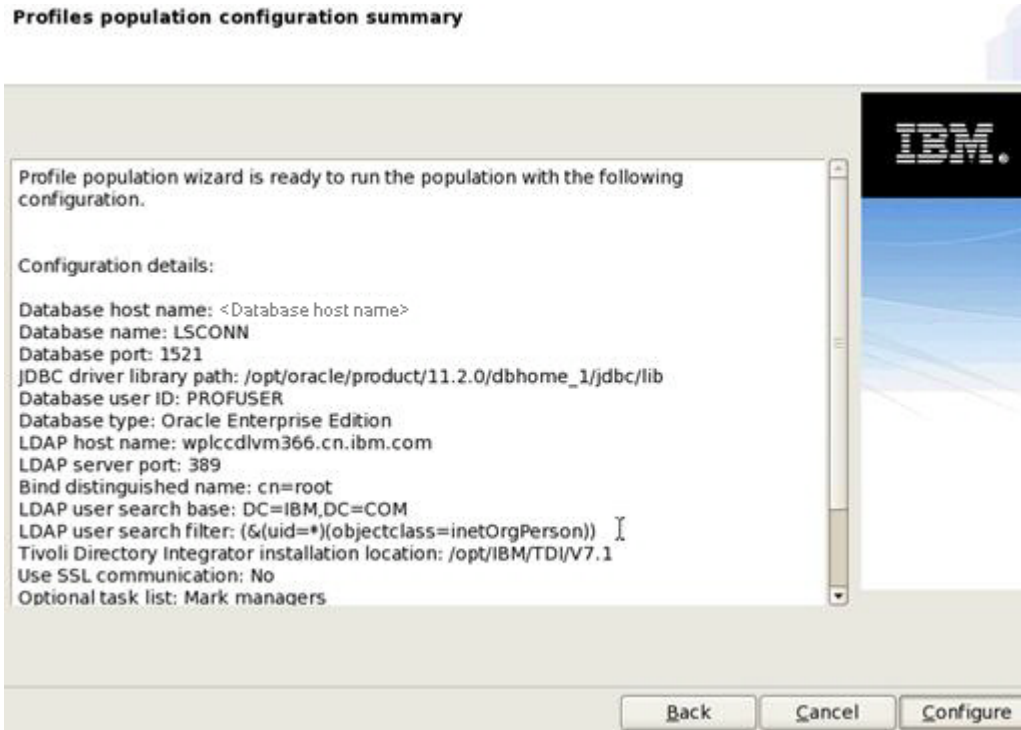 Profiles population configuration summary
IBM.
Profile population wizard is ready to run the population with the following
configuration.
Configuration details:
Database host name: <Database host name>
Database name: LSCONN
Database port: 1521
JDBC driver library path: /opt/oracle/product/11.2.0/dbhome_1/jdbc/lib
Database user ID: PROFUSER
Database type: Oracle Enterprise Edition
LDAP host name: wplccdlvm366.cn.ibm.com
LDAP server port: 389
Bind distinguished name: cn=root
LDAP user search base: DC=IBM,DC=COM
LDAP user search filter: (&(uid=*)(objectclass=inetOrgPerson))
Tivoli Directory Integrator installation location: /opt/IBM/TDI/V7.1
Use SSL communication: No
Optional task list: Mark managers
Back
Cancel
Configure